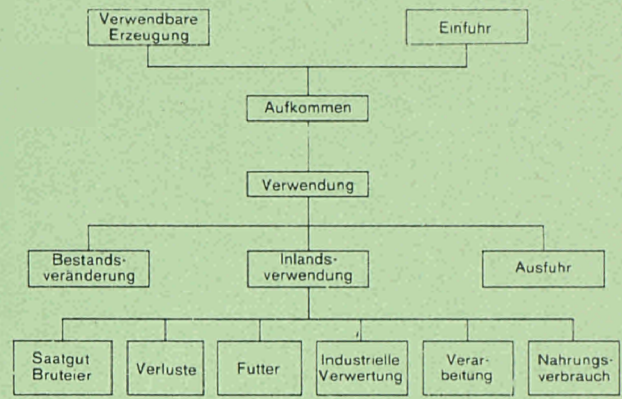 Verwendbare
Erzeugung
Einfuhr
Aufkommen
Verwendung
Bestands-
veränderung
Inlands-
verwendung
Ausfuhr
Saatgut
Bruteier
Verluste
Futter
Industrielle
Verwertung
Verar-
beitung
Nahrungs-
verbrauch